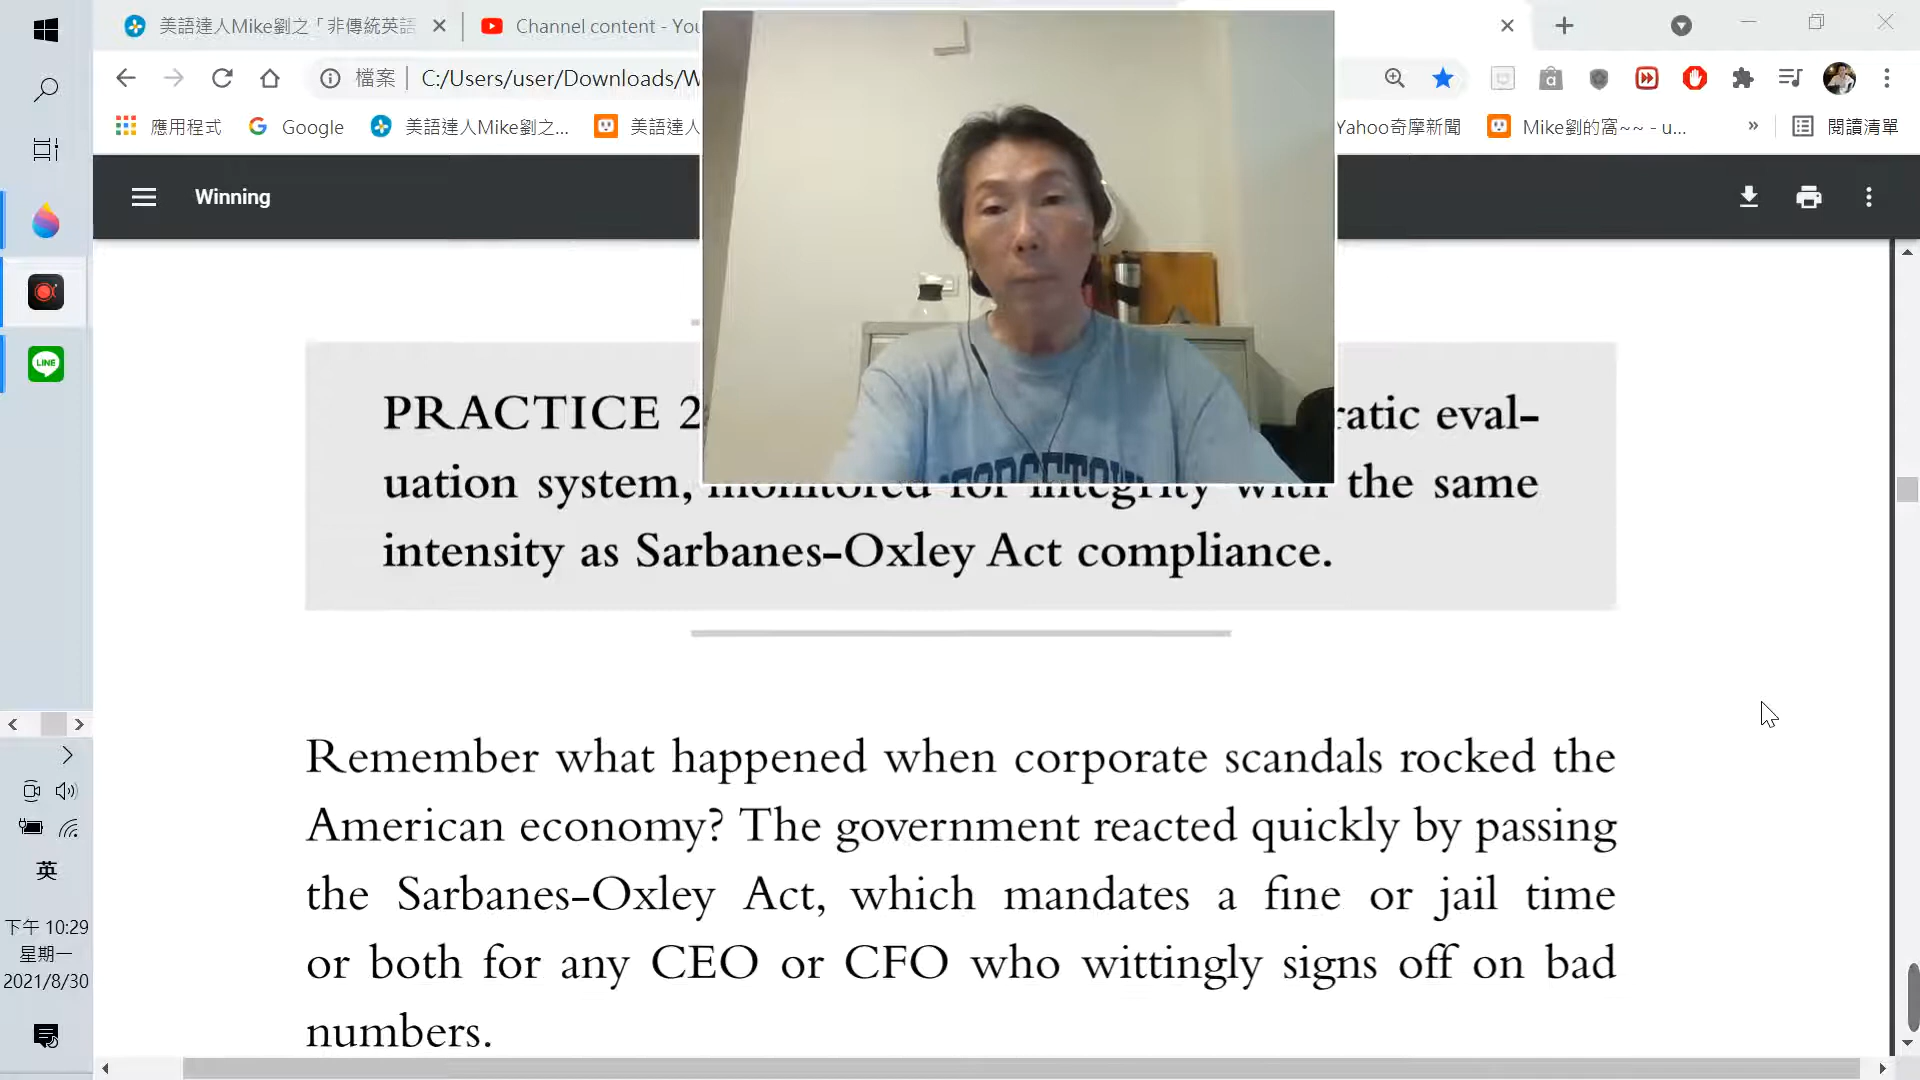 美語達人Mike劉之「非傳統英語
Channel content - You
檔案
C:/Users/user/Downloads/W
應用程式
Google
美語達人Mike劉之...
美語達人
Yahoo奇摩新聞
Mike劉的窩~~ - u...
»
閱讀清單
Winning
PRACTICE 2 ratic eval-
uation system, monitored for integrity with the same
intensity as Sarbanes-Oxley Act compliance.
Remember what happened when corporate scandals rocked the
American economy? The government reacted quickly by passing
the Sarbanes-Oxley Act, which mandates a fine or jail time
or both for any CEO or CFO who wittingly signs off on bad
numbers.
LINE
英
下午 10:29
星期一
2021/8/30